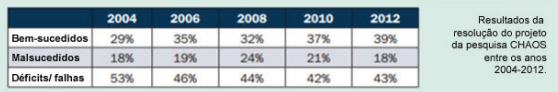 2004 2006 2008 2010 2012
Bem-sucedidos 29% 35% 32% 37% 39%
Malsucedidos 18% 19% 24% 21% 18%
Déficits/ falhas 53% 46% 44% 42% 43%
Resultados da
resolução do projeto
da pesquisa CHAOS
entre os anos
2004-2012.